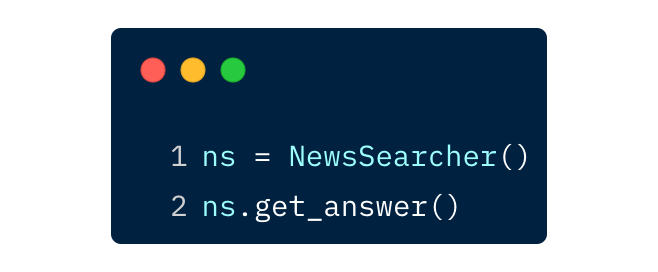 1 ns = NewsSearcher()
2 ns.get_answer()